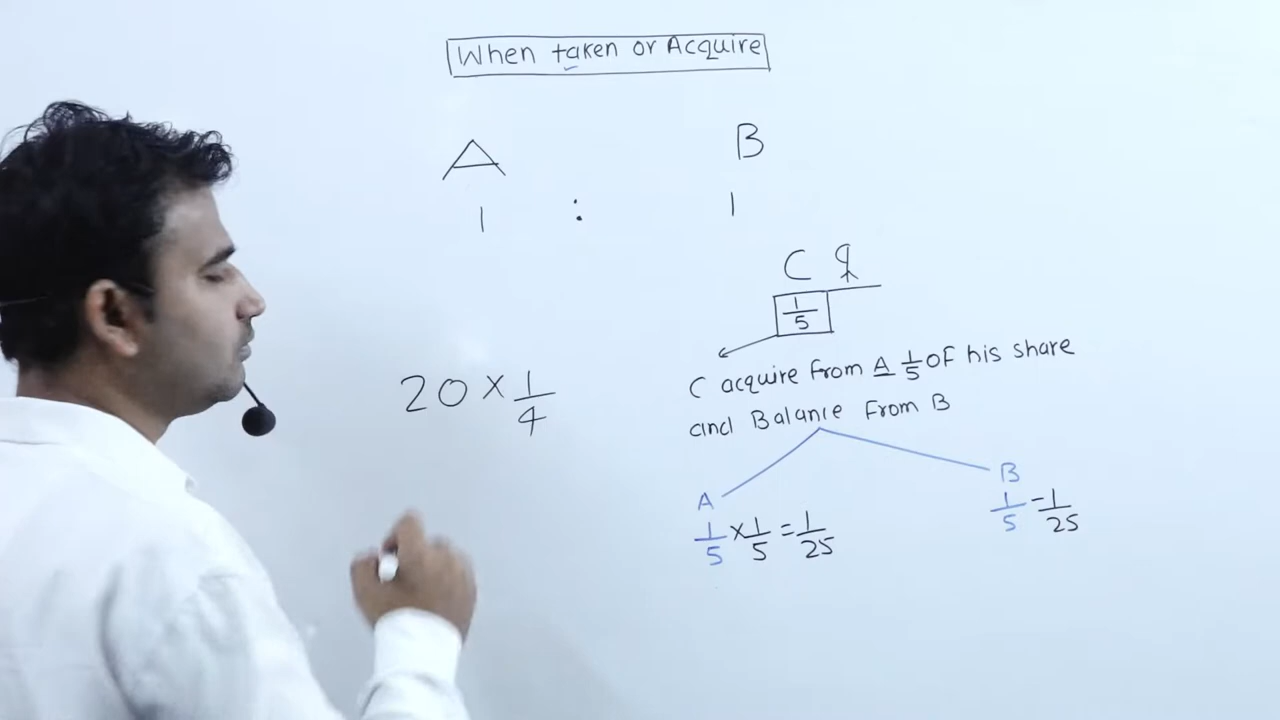 When taken or Acquire
A B
1 : 1
C
1/5
20 × 1/4
C acquire from A 1/5 of his share
and Balance from B
A B
1/5 × 1/5 = 1/25
1/5 - 1/25